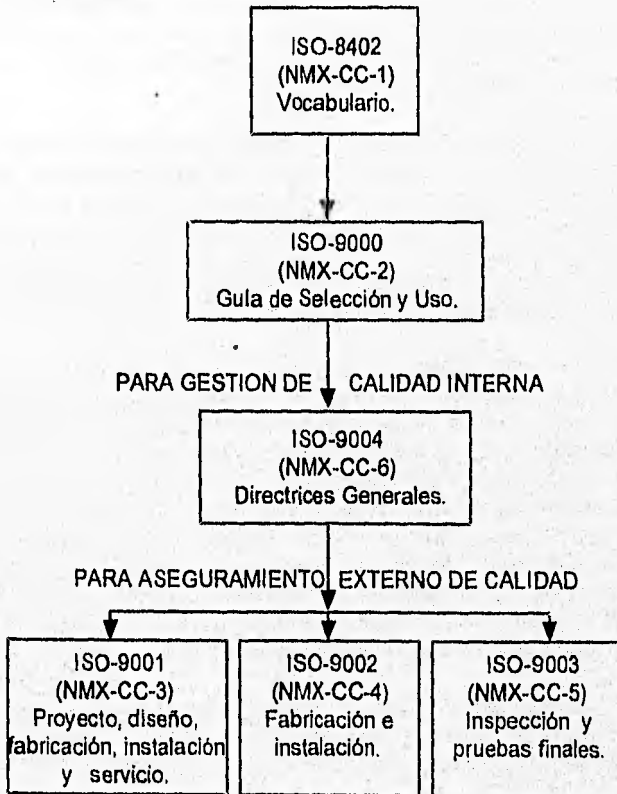 ISO-8402
(NMX-CC-1)
Vocabulario.
ISO-9000
(NMX-CC-2)
Guía de Selección y Uso.
PARA GESTION DE CALIDAD INTERNA
ISO-9004
(NMX-CC-6)
Directrices Generales.
PARA ASEGURAMIENTO EXTERNO DE CALIDAD
ISO-9001
(NMX-CC-3)
Proyecto, diseño,
fabricación, instalación
y servicio.
ISO-9002
(NMX-CC-4)
Fabricación e
instalación.
ISO-9003
(NMX-CC-5)
Inspección y
pruebas finales.